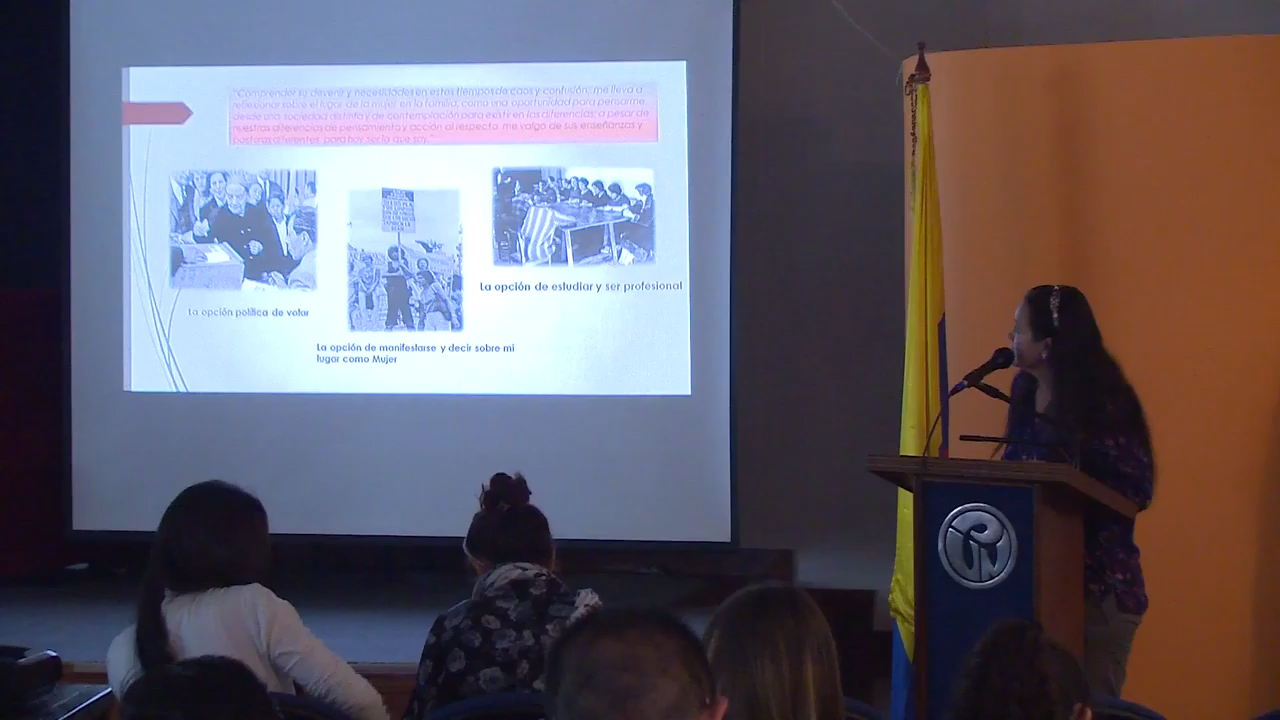 "Comprender su devenir y necesidades en estos tiempos de caos y confusión, me lleva a
reflexionar sobre el lugar de la mujer en la familia, como una oportunidad para pensarme
desde una sociedad distinta y de contemplación para existir en las diferencias; a pesar de
nuestras diferencias de pensamiento y acción al respecto me valgo de sus enseñanzas y
posturas diferentes para hoy ser la que soy."
La opción política de votar
La opción de manifestarse y decir sobre mi
lugar como Mujer
La opción de estudiar y ser profesional